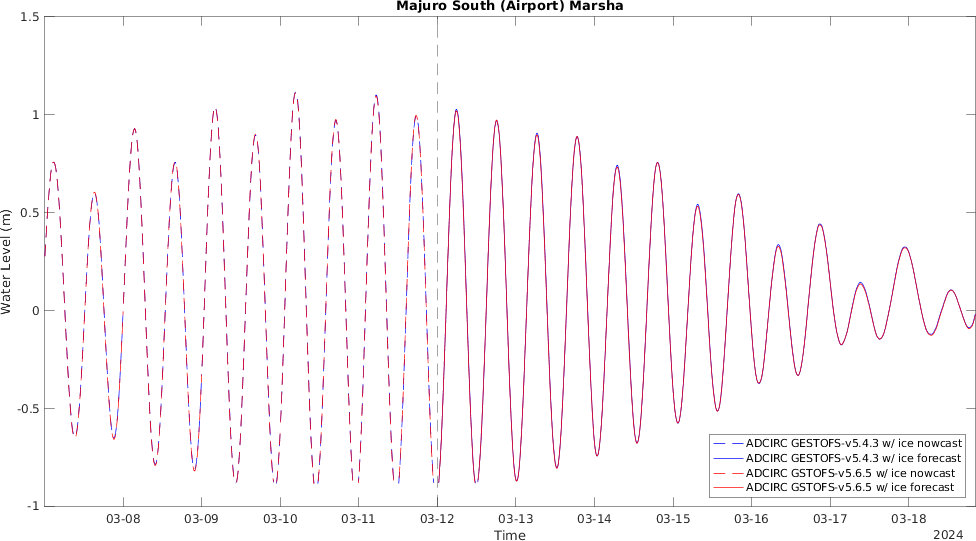 Majuro South (Airport) Marsha
Water Level (m)
1.5
1
0.5
0
-0.5
-1
03-08
03-09
03-10
03-11
03-12
03-13
03-14
03-15
03-16
03-17
03-18
Time
2024
ADCIRC GESTOFS-v5.4.3 w/ ice nowcast
ADCIRC GESTOFS-v5.4.3 w/ ice forecast
ADCIRC GSTOFS-v5.6.5 w/ ice nowcast
ADCIRC GSTOFS-v5.6.5 w/ ice forecast